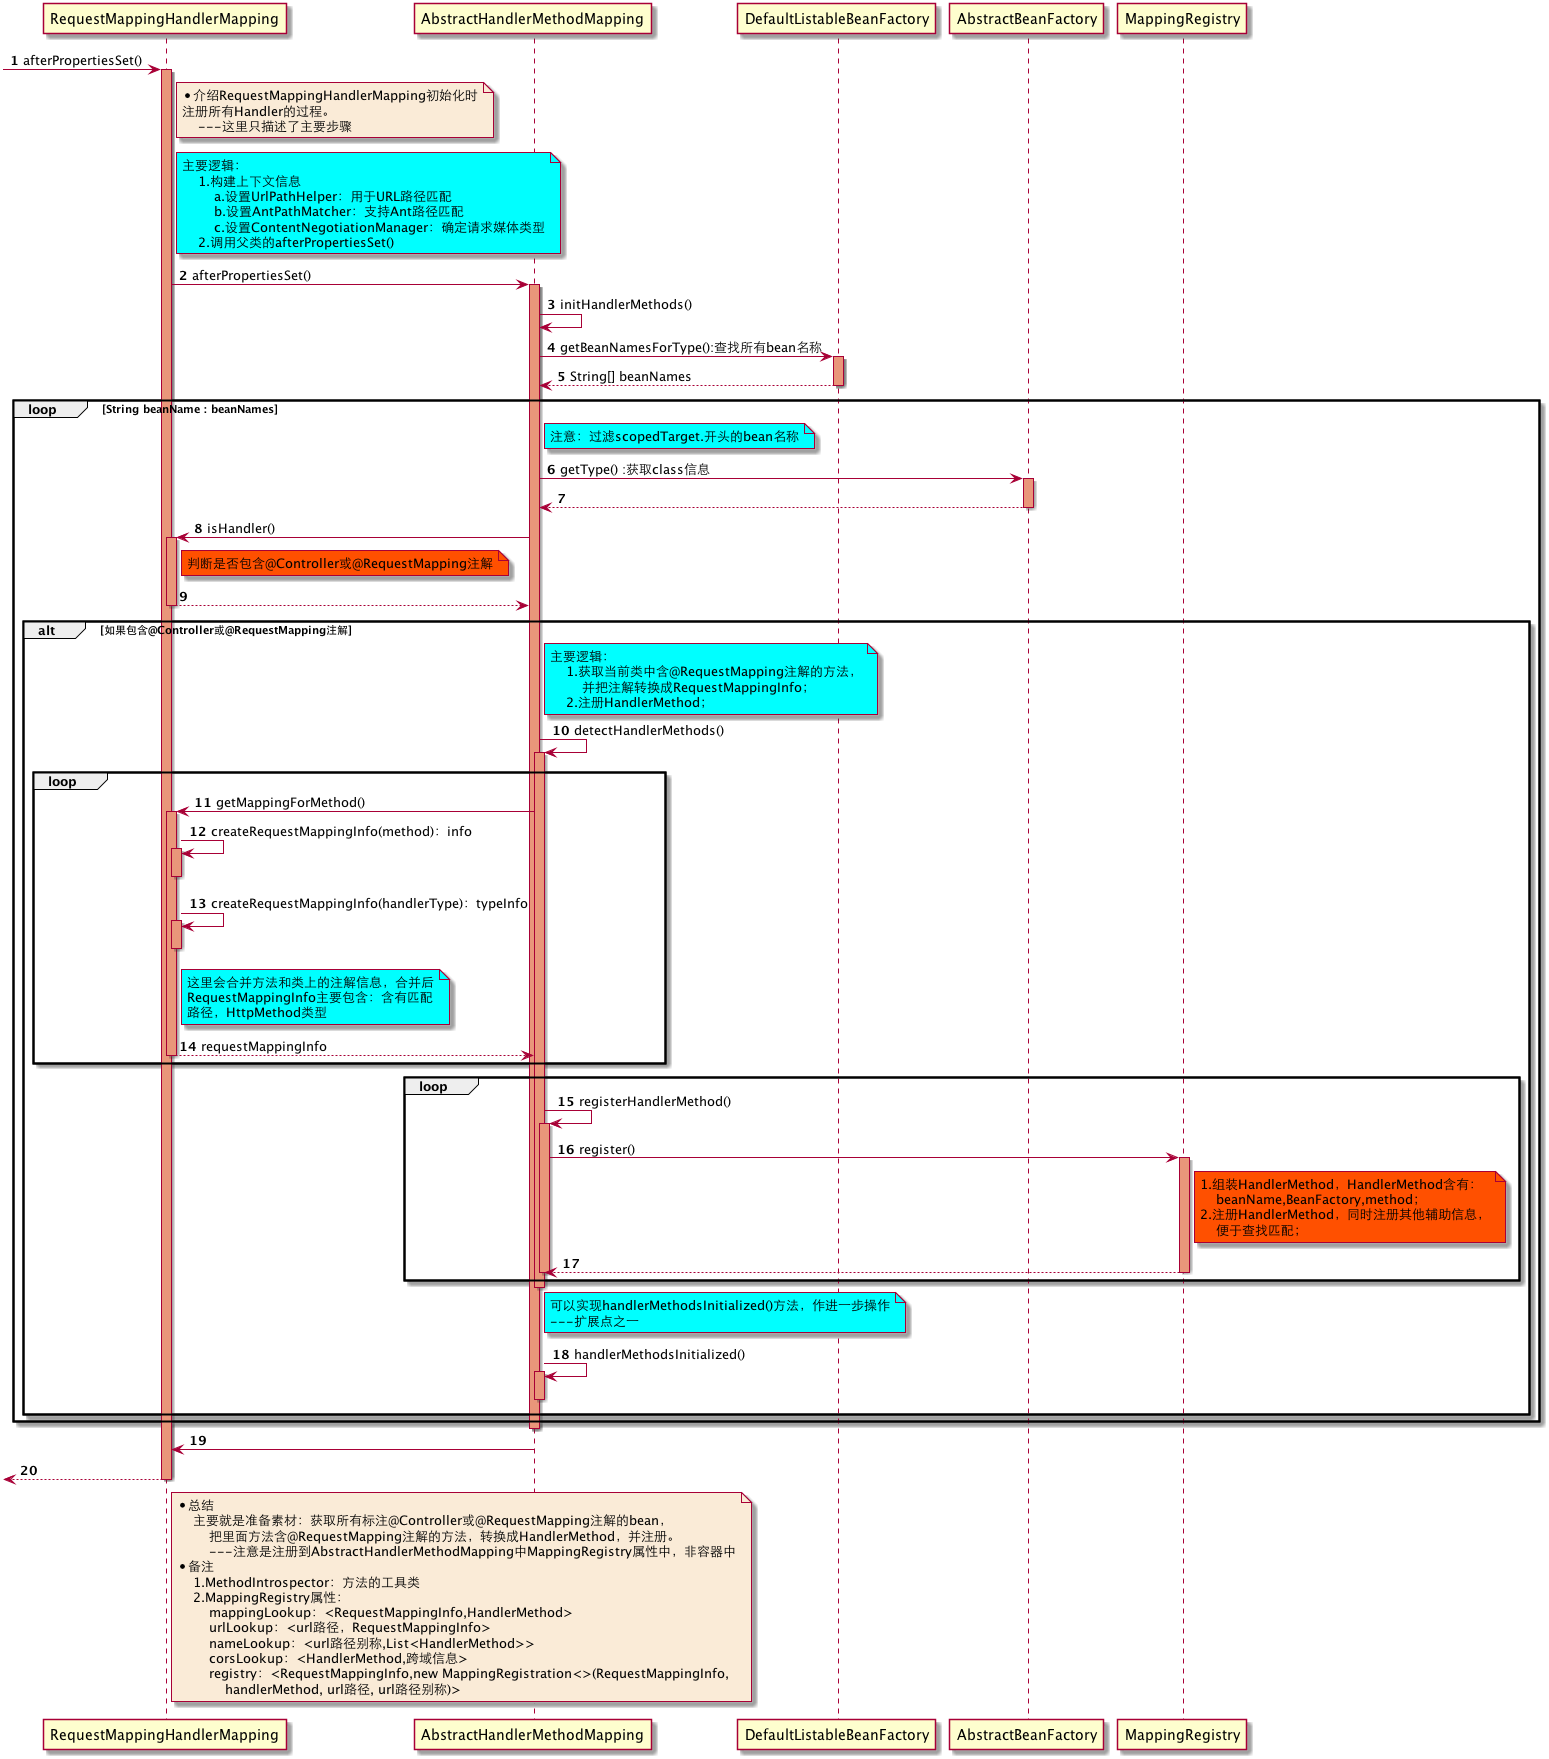 RequestMappingHandlerMapping
AbstractHandlerMethodMapping
DefaultListableBeanFactory
AbstractBeanFactory
MappingRegistry
1 afterPropertiesSet()
•介绍RequestMappingHandlerMapping初始化时
注册所有Handler的过程。
---这里只描述了主要步骤
主要逻辑：
1.构建上下文信息
a.设置UrlPathHelper：用于URL路径匹配
b.设置AntPathMatcher：支持Ant路径匹配
c.设置ContentNegotiationManager：确定请求媒体类型
2.调用父类的afterPropertiesSet()
2 afterPropertiesSet()
3 initHandlerMethods()
4 getBeanNamesForType():查找所有bean名称
5 String[] beanNames
loop [String beanName : beanNames]
注意：过滤scopedTarget.开头的bean名称
6 getType() :获取class信息
7
8 isHandler()
判断是否包含@Controller或@RequestMapping注解
9
alt [如果包含@Controller或@RequestMapping注解]
主要逻辑：
1.获取当前类中含@RequestMapping注解的方法，
并把注解转换成RequestMappingInfo；
2.注册HandlerMethod；
10 detectHandlerMethods()
loop
11 getMappingForMethod()
12 createRequestMappingInfo(method)：info
13 createRequestMappingInfo(handlerType)：typeInfo
这里会合并方法和类上的注解信息，合并后
RequestMappingInfo主要包含：含有匹配
路径，HttpMethod类型
14 requestMappingInfo
loop
15 registerHandlerMethod()
16 register()
1.组装HandlerMethod，HandlerMethod含有：
beanName,BeanFactory,method；
2.注册HandlerMethod，同时注册其他辅助信息，
便于查找匹配；
17
可以实现handlerMethodsInitialized()方法，作进一步操作
---扩展点之一
18 handlerMethodsInitialized()
19
20
•总结
主要就是准备素材：获取所有标注@Controller或@RequestMapping注解的bean，
把里面方法含@RequestMapping注解的方法，转换成HandlerMethod，并注册。
---注意是注册到AbstractHandlerMethodMapping中MappingRegistry属性中，非容器中
•备注
1.MethodIntrospector：方法的工具类
2.MappingRegistry属性：
mappingLookup：<RequestMappingInfo,HandlerMethod>
urlLookup：<url路径，RequestMappingInfo>
nameLookup：<url路径别称,List<HandlerMethod>>
corsLookup：<HandlerMethod,跨域信息>
registry：<RequestMappingInfo,new MappingRegistration<>(RequestMappingInfo,
handlerMethod, url路径, url路径别称)>
RequestMappingHandlerMapping
AbstractHandlerMethodMapping
DefaultListableBeanFactory
AbstractBeanFactory
MappingRegistry